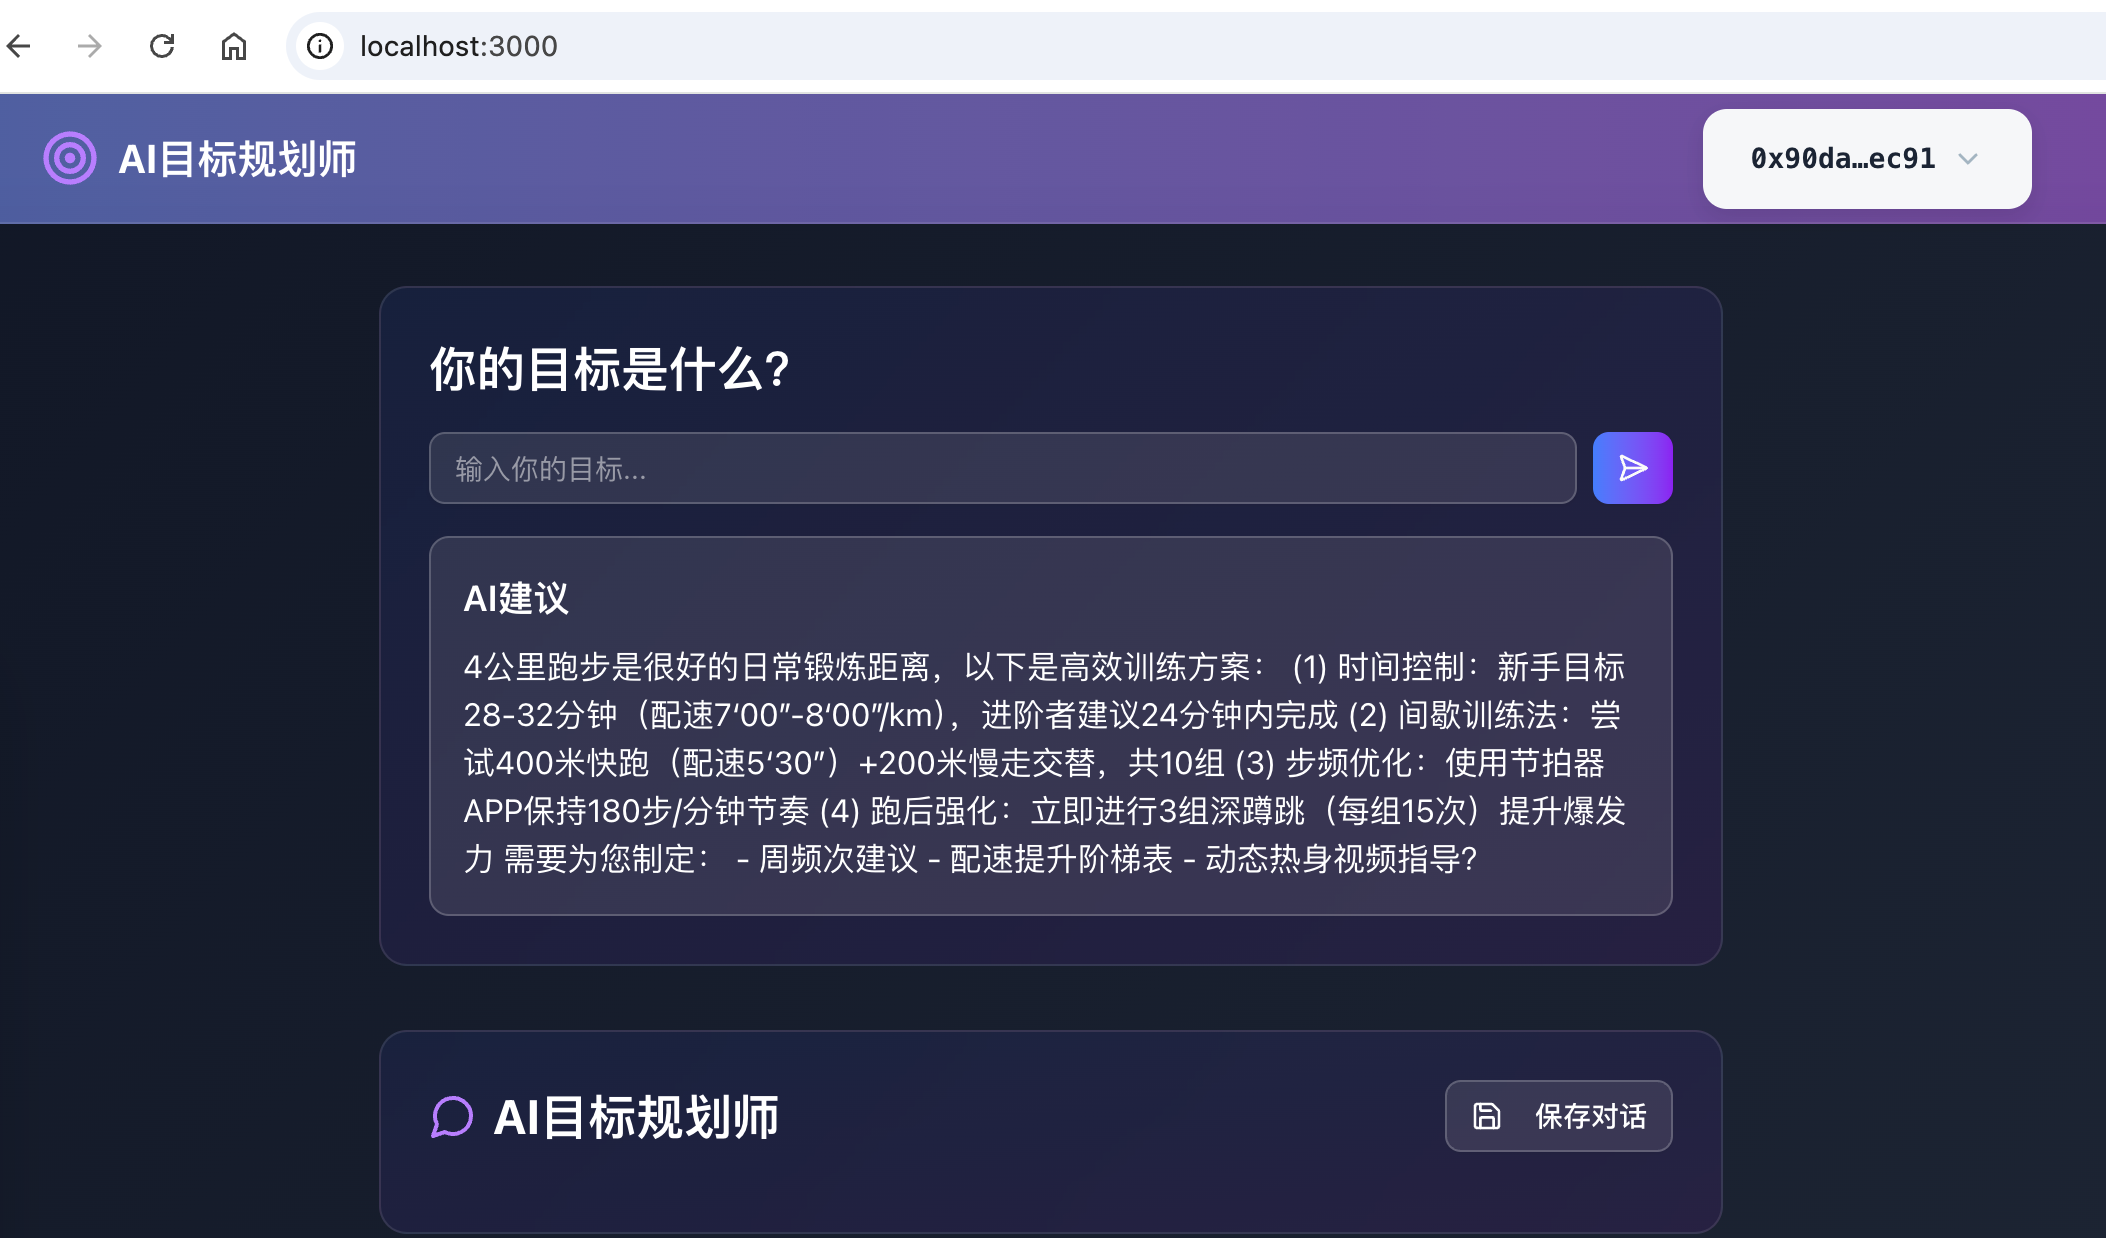 localhost:3000
AI目标规划师
0x90da…ec91
你的目标是什么?
输入你的目标...
AI建议
4公里跑步是很好的日常锻炼距离，以下是高效训练方案： (1) 时间控制：新手目标
28-32分钟（配速7‘00”-8‘00”/km），进阶者建议24分钟内完成 (2) 间歇训练法：尝
试400米快跑（配速5‘30”）+200米慢走交替，共10组 (3) 步频优化：使用节拍器
APP保持180步/分钟节奏 (4) 跑后强化：立即进行3组深蹲跳（每组15次）提升爆发
力 需要为您制定： - 周频次建议 - 配速提升阶梯表 - 动态热身视频指导?
AI目标规划师
保存对话